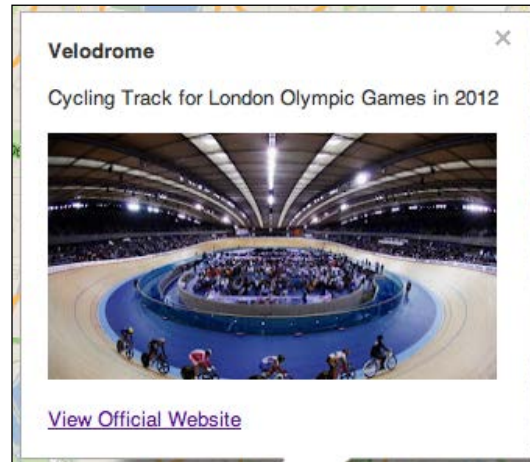 Velodrome
Cycling Track for London Olympic Games in 2012
View Official Website